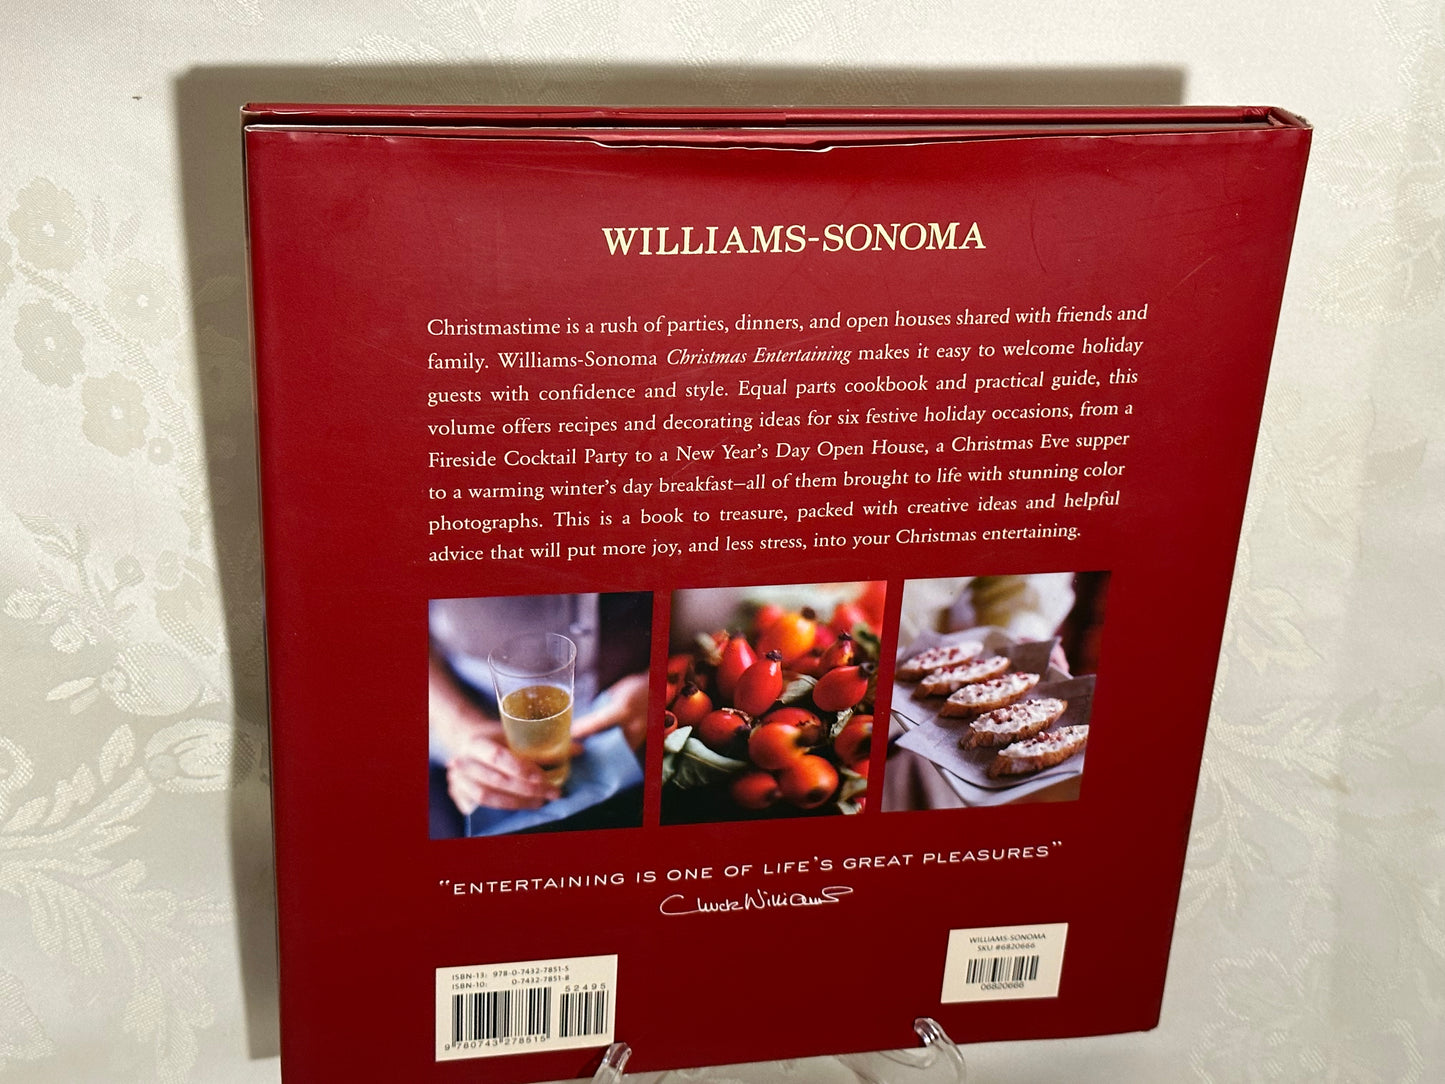 WILLIAMS-SONOMA
Christmastime is a rush of parties, dinners, and open houses shared with friends and
family. Williams-Sonoma Christmas Entertaining makes it easy to welcome holiday
guests with confidence and style. Equal parts cookbook and practical guide, this
volume offers recipes and decorating ideas for six festive holiday occasions, from a
Fireside Cocktail Party to a New Year's Day Open House, a Christmas Eve supper
to a warming winter's day breakfast—all of them brought to life with stunning color
photographs. This is a book to treasure, packed with creative ideas and helpful
advice that will put more joy, and less stress, into your Christmas entertaining.
"ENTERTAINING IS ONE OF LIFE'S GREAT PLEASURES"
Chuck Williams
ISBN-13: 978-0-7432-7851-5
ISBN-10: 0-7432-7851-8
52495
9 780743 278515
WILLIAMS-SONOMA
SKU #6820666
06820666